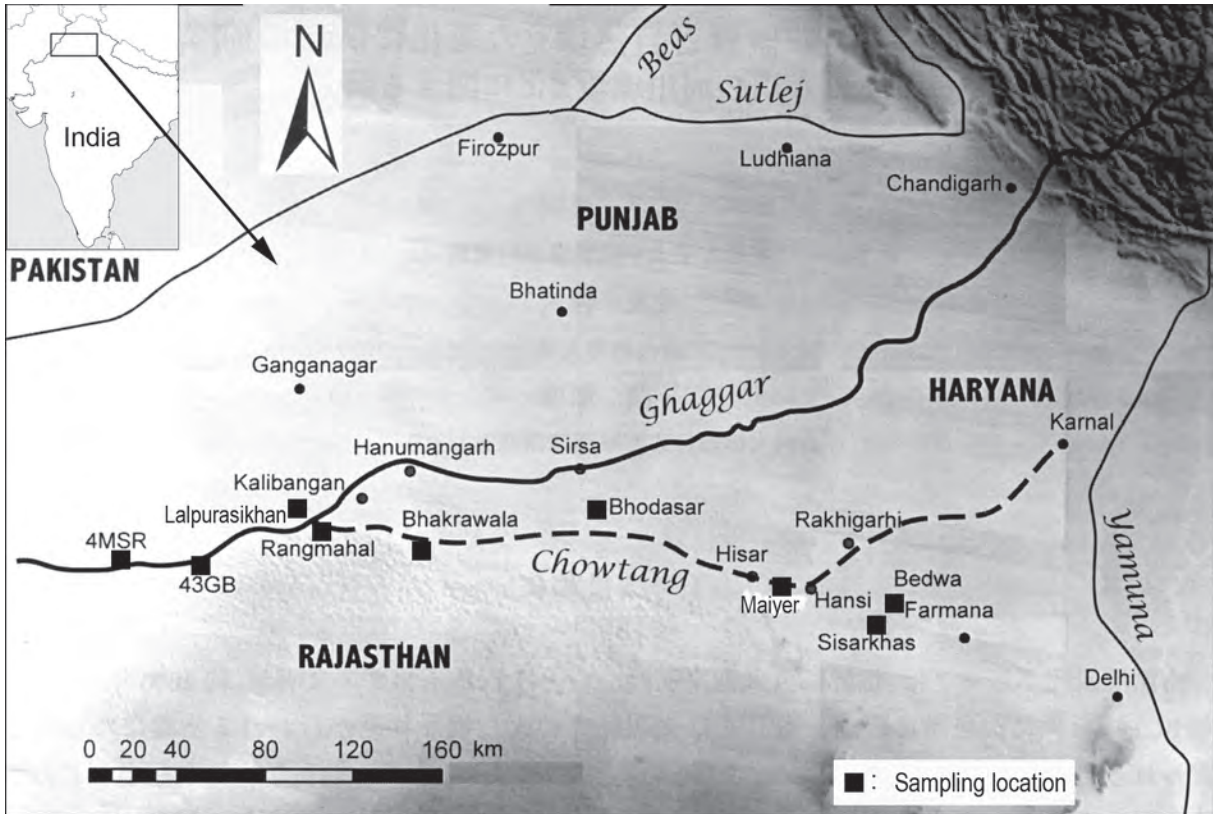 India
N
Beas
Sutlej
Firozpur
Ludhiana
Chandigarh
PUNJAB
PAKISTAN
Bhatinda
Ganganagar
Ghaggar
HARYANA
Karnal
Hanumangarh
Sirsa
Kalibangan
Lalpurasikhan
Bhakrawala
Bhodasar
Rakhigarhi
4MSR
Rangmahal
43GB
Chowtang
Hisar
Maiyer
Hansi
Bedwa
Farmana
Sisarkhas
Yamuna
RAJASTHAN
Delhi
0 20 40 80 120 160 km
: Sampling location